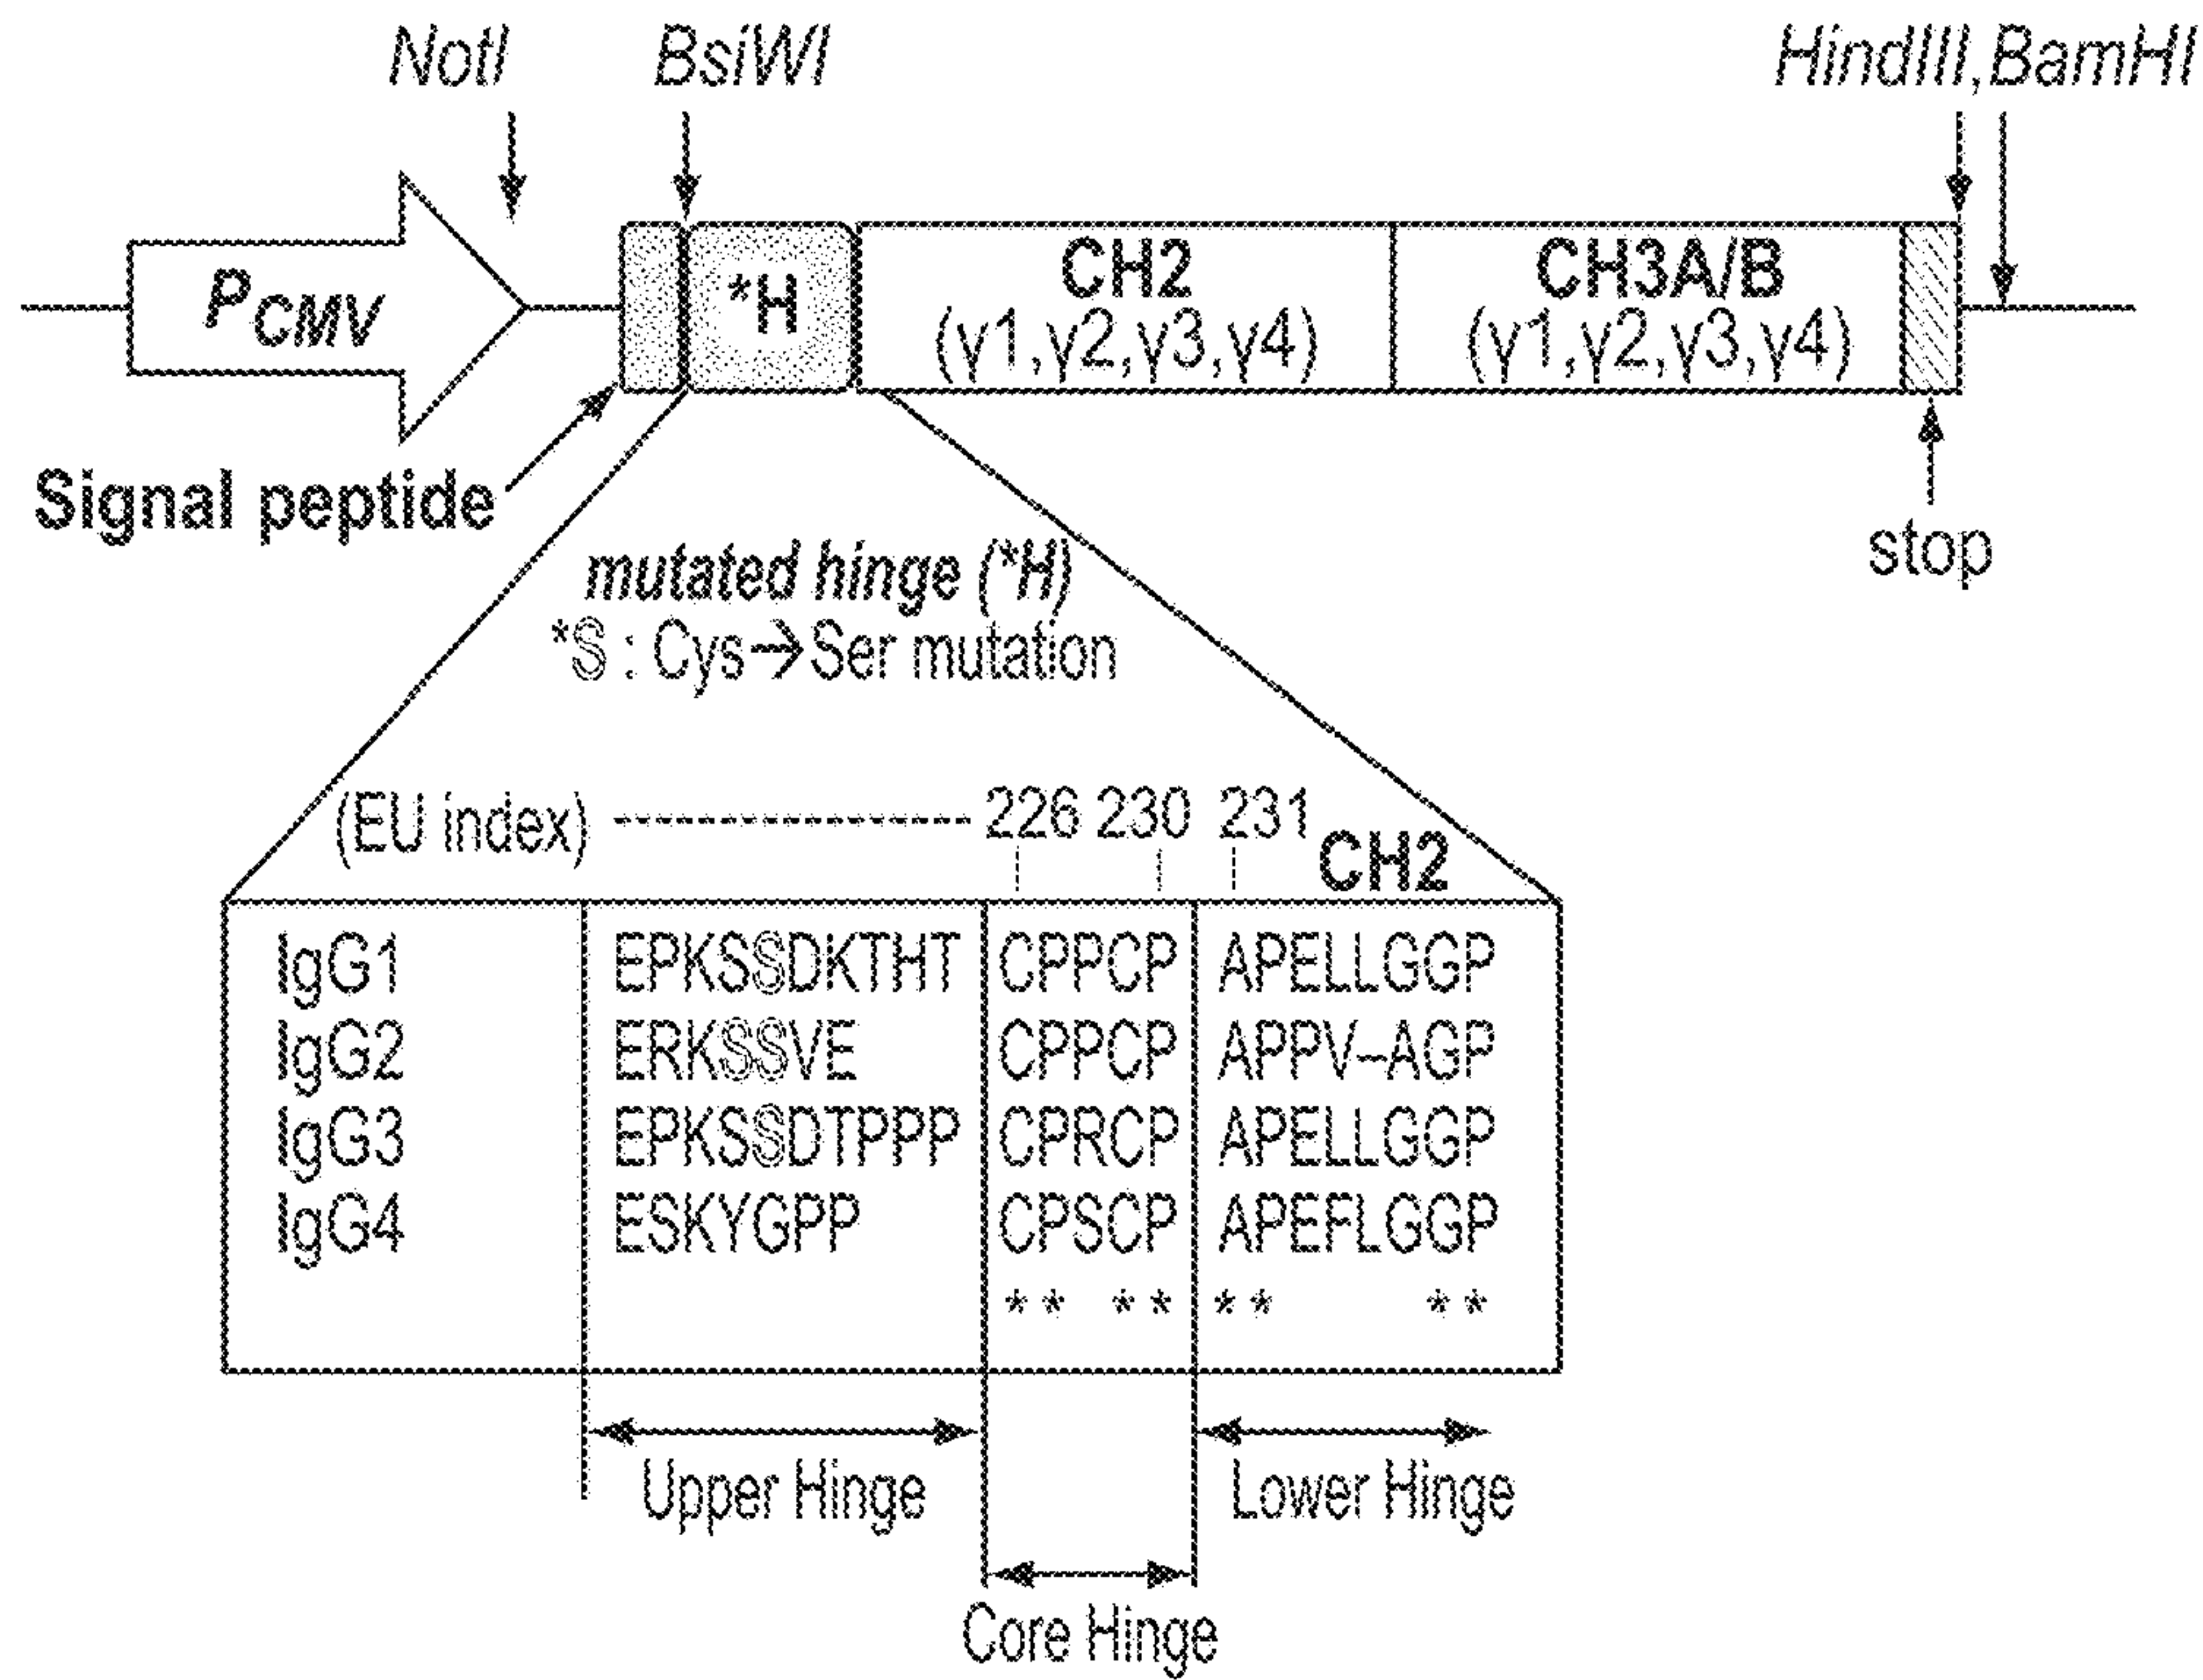 NotI BsiWI HindIII,BamHI
PCMV *H CH2 CH3A/B
(γ1,γ2,γ3,γ4) (γ1,γ2,γ3,γ4)
Signal peptide
stop
mutated hinge (*H)
*S : Cys→Ser mutation
(EU index) ---------------- 226 230 231
CH2
IgG1 EPKSSDKTHT CPPCP APELLGGP
IgG2 ERKSSVE CPPCP APPV–AGP
IgG3 EPKSSDTPPP CPRCP APELLGGP
IgG4 ESKYGPP CPSCP APEFLGGP
* * * * * * * *
Upper Hinge Lower Hinge
Core Hinge